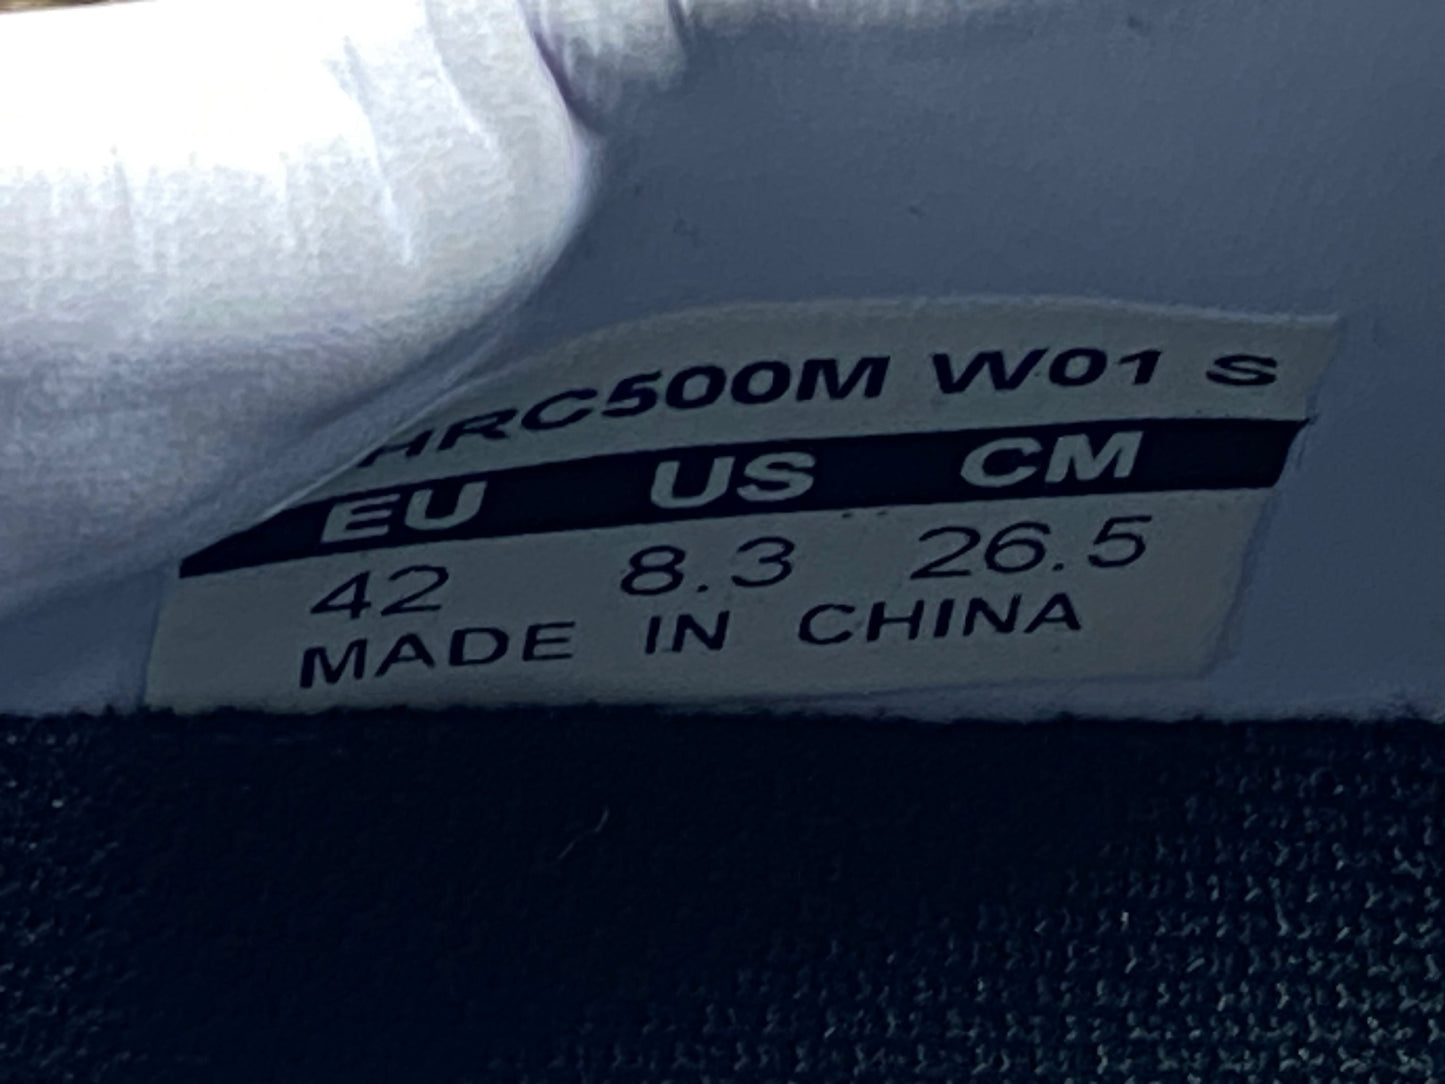 HRC500M W01 S
EU US CM
42 8.3 26.5
MADE IN CHINA